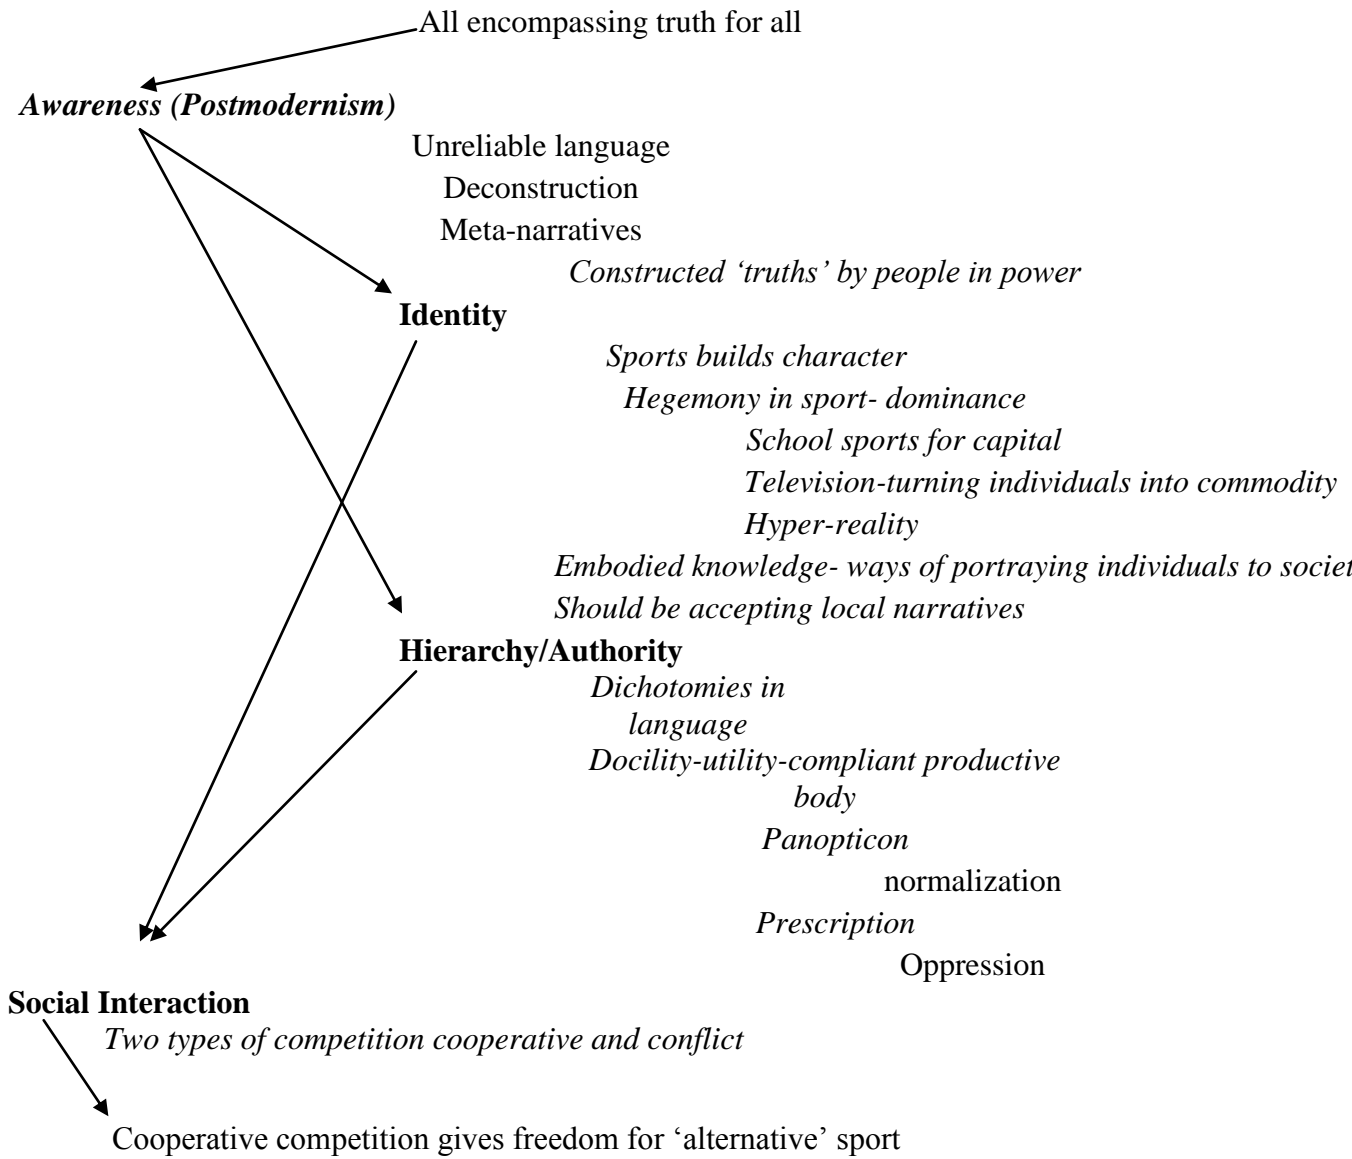 All encompassing truth for all
Awareness (Postmodernism)
Unreliable language
Deconstruction
Meta-narratives
Constructed ‘truths’ by people in power
Identity
Sports builds character
Hegemony in sport- dominance
School sports for capital
Television-turning individuals into commodity
Hyper-reality
Embodied knowledge- ways of portraying individuals to societ
Should be accepting local narratives
Hierarchy/Authority
Dichotomies in
language
Docility-utility-compliant productive
body
Panopticon
normalization
Prescription
Oppression
Social Interaction
Two types of competition cooperative and conflict
Cooperative competition gives freedom for ‘alternative’ sport